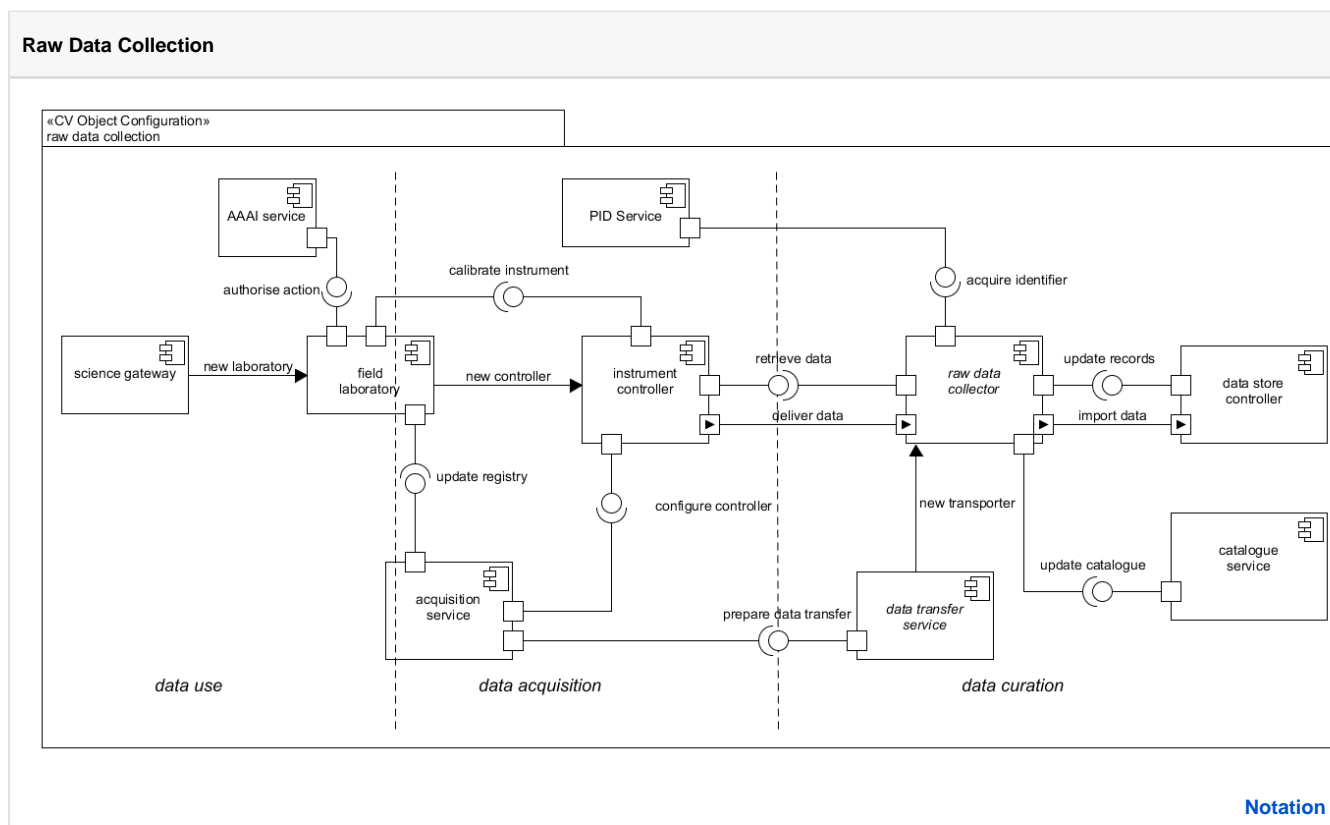 Raw Data Collection
«CV Object Configuration»
raw data collection
AAAI service
PID Service
calibrate instrument
authorise action
acquire identifier
science gateway
new laboratory
field
laboratory
new controller
instrument
controller
retrieve data
deliver data
raw data
collector
update records
import data
data store
controller
update registry
configure controller
new transporter
acquisition
service
prepare data transfer
data transfer
service
update catalogue
catalogue
service
data use
data acquisition
data curation
Notation